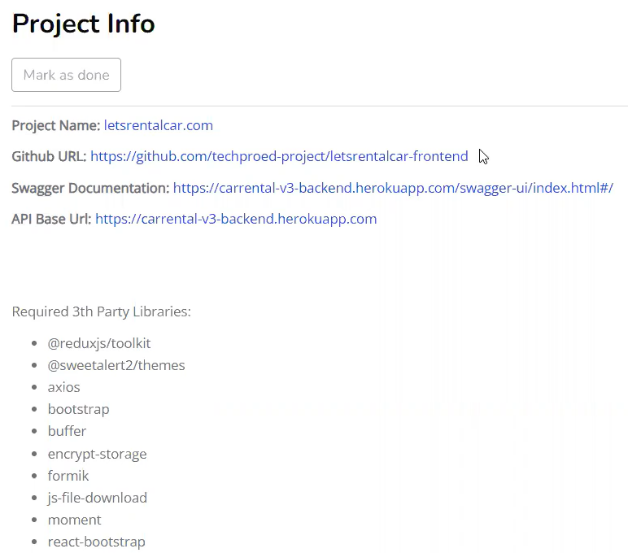 Project Info
Mark as done
Project Name: letsrentalcar.com
Github URL: https://github.com/techproed-project/letsrentalcar-frontend
Swagger Documentation: https://carrental-v3-backend.herokuapp.com/swagger-ui/index.html#/
API Base Url: https://carrental-v3-backend.herokuapp.com
Required 3th Party Libraries:
@reduxjs/toolkit
@sweetalert2/themes
axios
bootstrap
buffer
encrypt-storage
formik
js-file-download
moment
react-bootstrap